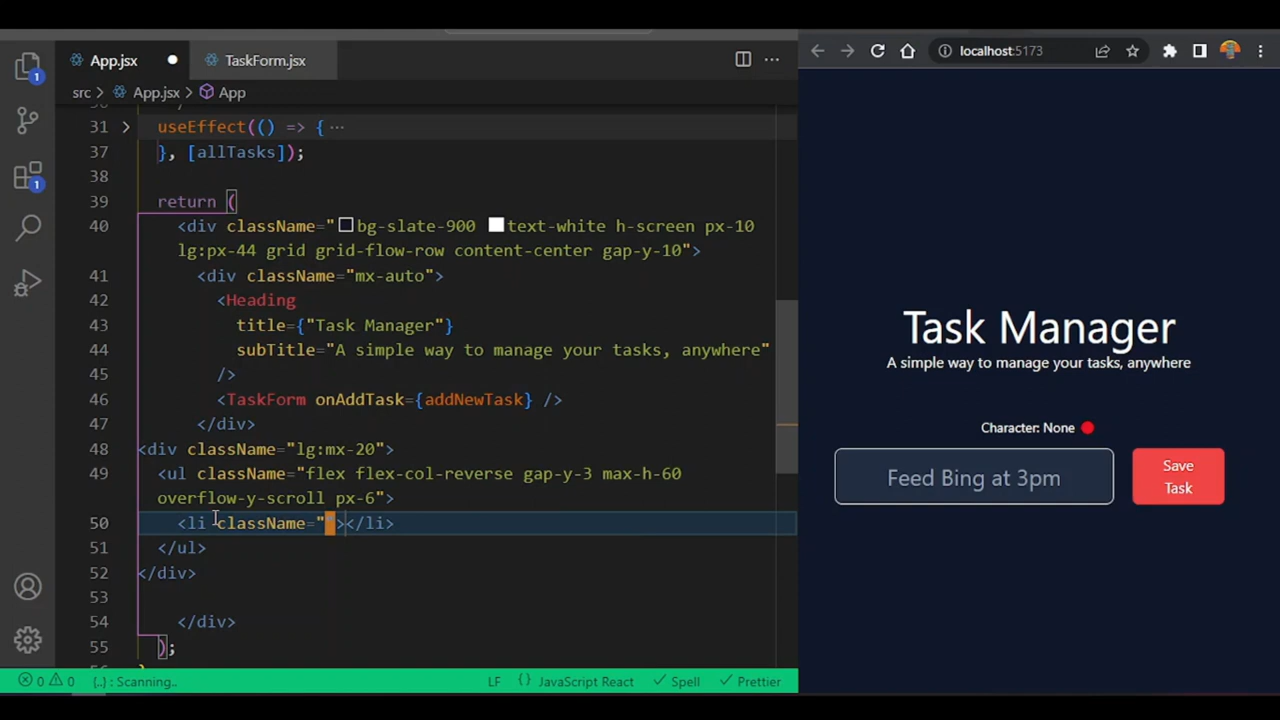 App.jsx
TaskForm.jsx
src > App.jsx > App
31 useEffect(() => { ···
37 }, [allTasks]);
38
39 return (
40 <div className="bg-slate-900 text-white h-screen px-10
lg:px-44 grid grid-flow-row content-center gap-y-10">
41 <div className="mx-auto">
42 <Heading
43 title={"Task Manager"}
44 subTitle="A simple way to manage your tasks, anywhere"
45 />
46 <TaskForm onAddTask={addNewTask} />
47 </div>
48 <div className="lg:mx-20">
49 <ul className="flex flex-col-reverse gap-y-3 max-h-60
overflow-y-scroll px-6">
50 <li className=""></li>
51 </ul>
52 </div>
53
54 </div>
55 );
1
1
0 0 {..} : Scanning.. LF {} JavaScript React Spell Prettier
localhost:5173
Task Manager
A simple way to manage your tasks, anywhere
Character: None
Feed Bing at 3pm
Save
Task